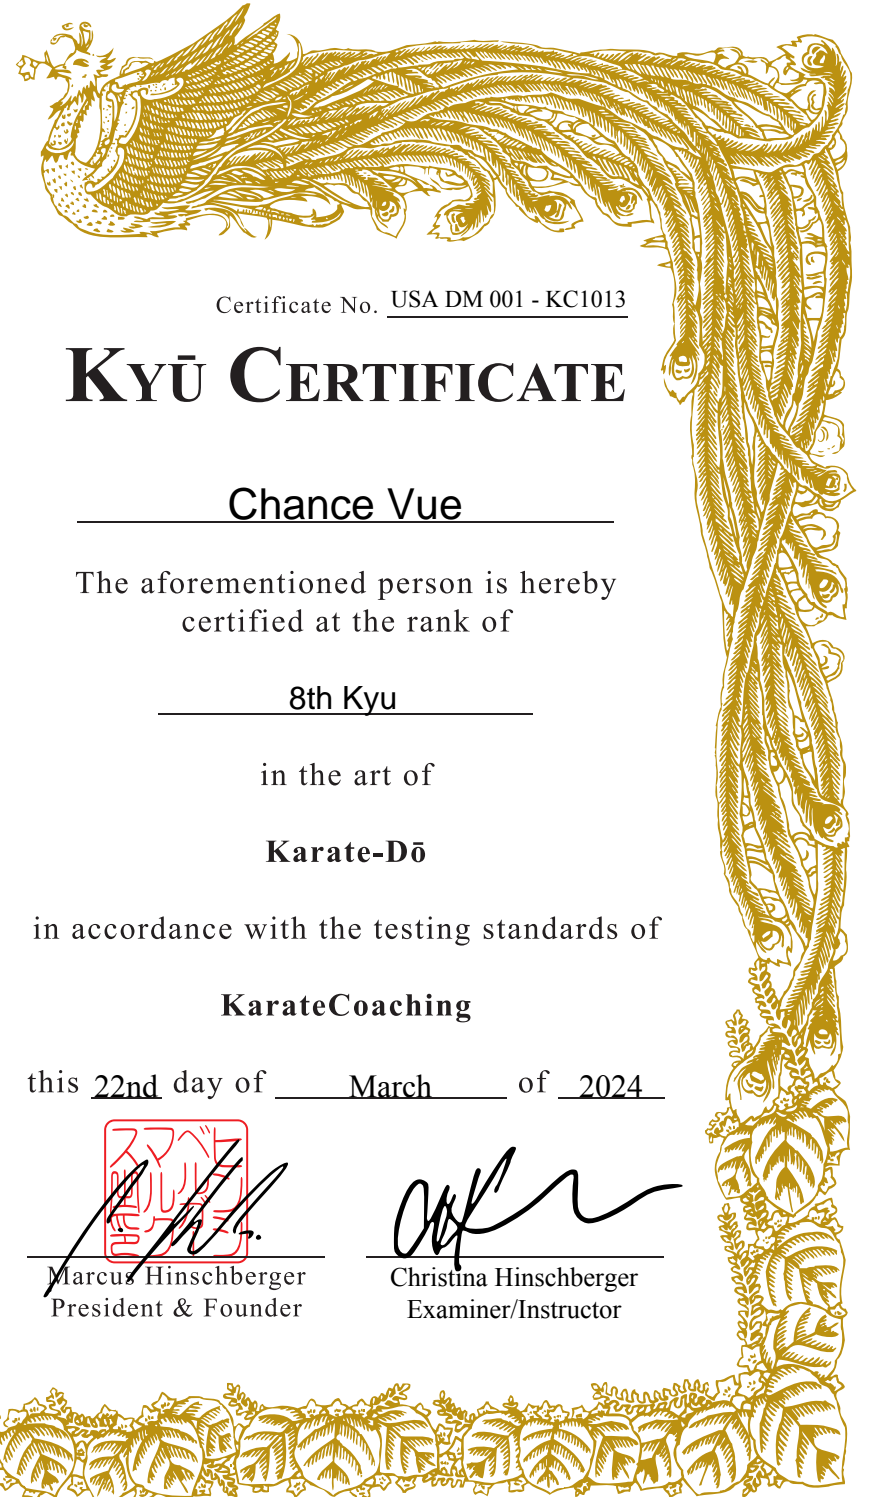 Certificate No. USA DM 001 - KC1013
KYŪ CERTIFICATE
Chance Vue
The aforementioned person is hereby
certified at the rank of
8th Kyu
in the art of
Karate-Dō
in accordance with the testing standards of
KarateCoaching
this 22nd day of March of 2024
Marcus Hinschberger
President & Founder
Christina Hinschberger
Examiner/Instructor